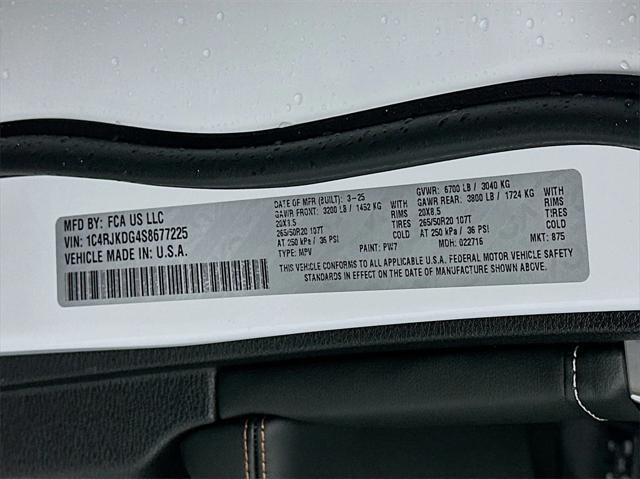 MFD BY: FCA US LLC
VIN: 1C4RJKDG4S8677225
VEHICLE MADE IN: U.S.A.
DATE OF MFR (BUILT): 3-25
GAWR FRONT: 3200 LB / 1452 KG WITH
20X8.5 RIMS
265/50R20 107T TIRES
AT 250 kPa / 36 PSI COLD
TYPE: MPV PAINT: PW7
GVWR: 6700 LB / 3040 KG
GAWR REAR: 3800 LB / 1724 KG WITH
20X8.5 RIMS
265/50R20 107T TIRES
AT 250 kPa / 36 PSI COLD
MDH: 022716 MKT: 875
THIS VEHICLE CONFORMS TO ALL APPLICABLE U.S.A. FEDERAL MOTOR VEHICLE SAFETY
STANDARDS IN EFFECT ON THE DATE OF MANUFACTURE SHOWN ABOVE.